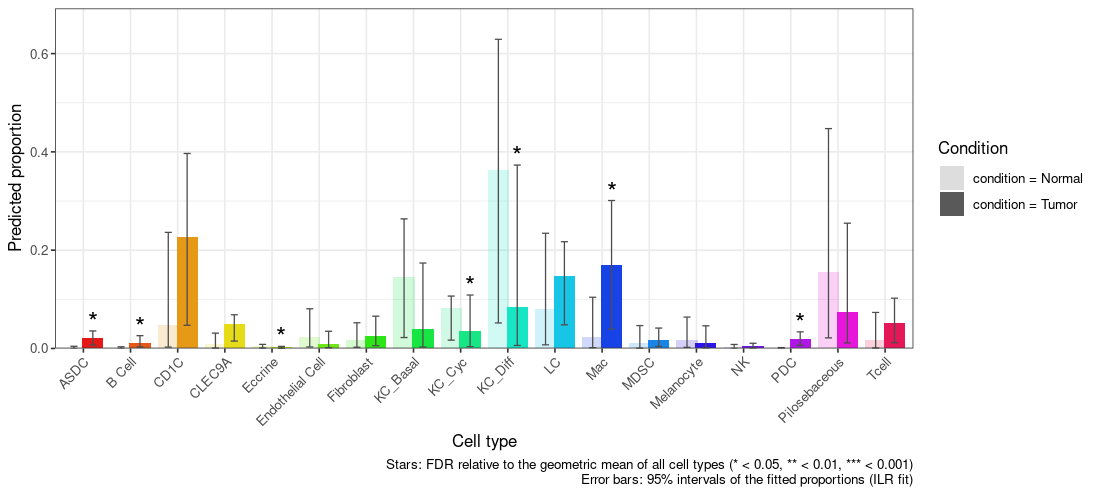 Predicted proportion
0.6
0.4
0.2
0.0
*
*
*
*
*
*
*
ASDC
B Cell
CD1C
CLEC9A
Eccrine
Endothelial Cell
Fibroblast
KC_Basal
KC_Cyc
KC_Diff
LC
Mac
MDSC
Melanocyte
NK
PDC
Pilosebaceous
Tcell
Cell type
Condition
condition = Normal
condition = Tumor
Stars: FDR relative to the geometric mean of all cell types (* < 0.05, ** < 0.01, *** < 0.001)
Error bars: 95% intervals of the fitted proportions (ILR fit)